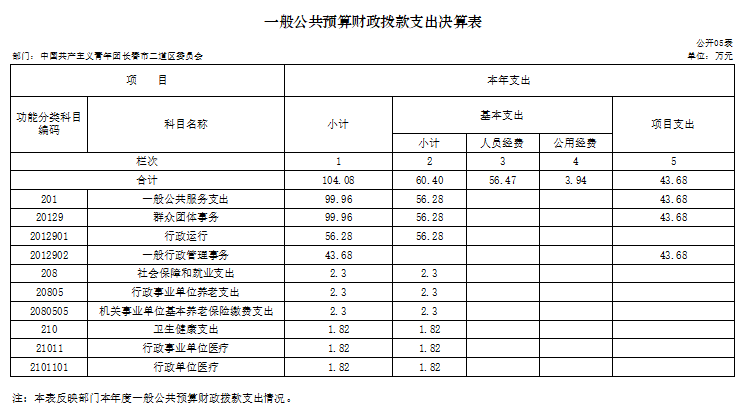 一般公共预算财政拨款支出决算表
公开05表
部门：中国共产主义青年团长春市二道区委员会 单位：万元
项 目 本年支出
功能分类科目编码 科目名称 小计 基本支出 项目支出
小计 人员经费 公用经费
栏次 1 2 3 4 5
合计 104.08 60.40 56.47 3.94 43.68
201 一般公共服务支出 99.96 56.28 43.68
20129 群众团体事务 99.96 56.28 43.68
2012901 行政运行 56.28 56.28
2012902 一般行政管理事务 43.68 43.68
208 社会保障和就业支出 2.3 2.3
20805 行政事业单位养老支出 2.3 2.3
2080505 机关事业单位基本养老保险缴费支出 2.3 2.3
210 卫生健康支出 1.82 1.82
21011 行政事业单位医疗 1.82 1.82
2101101 行政单位医疗 1.82 1.82
注：本表反映部门本年度一般公共预算财政拨款支出情况。